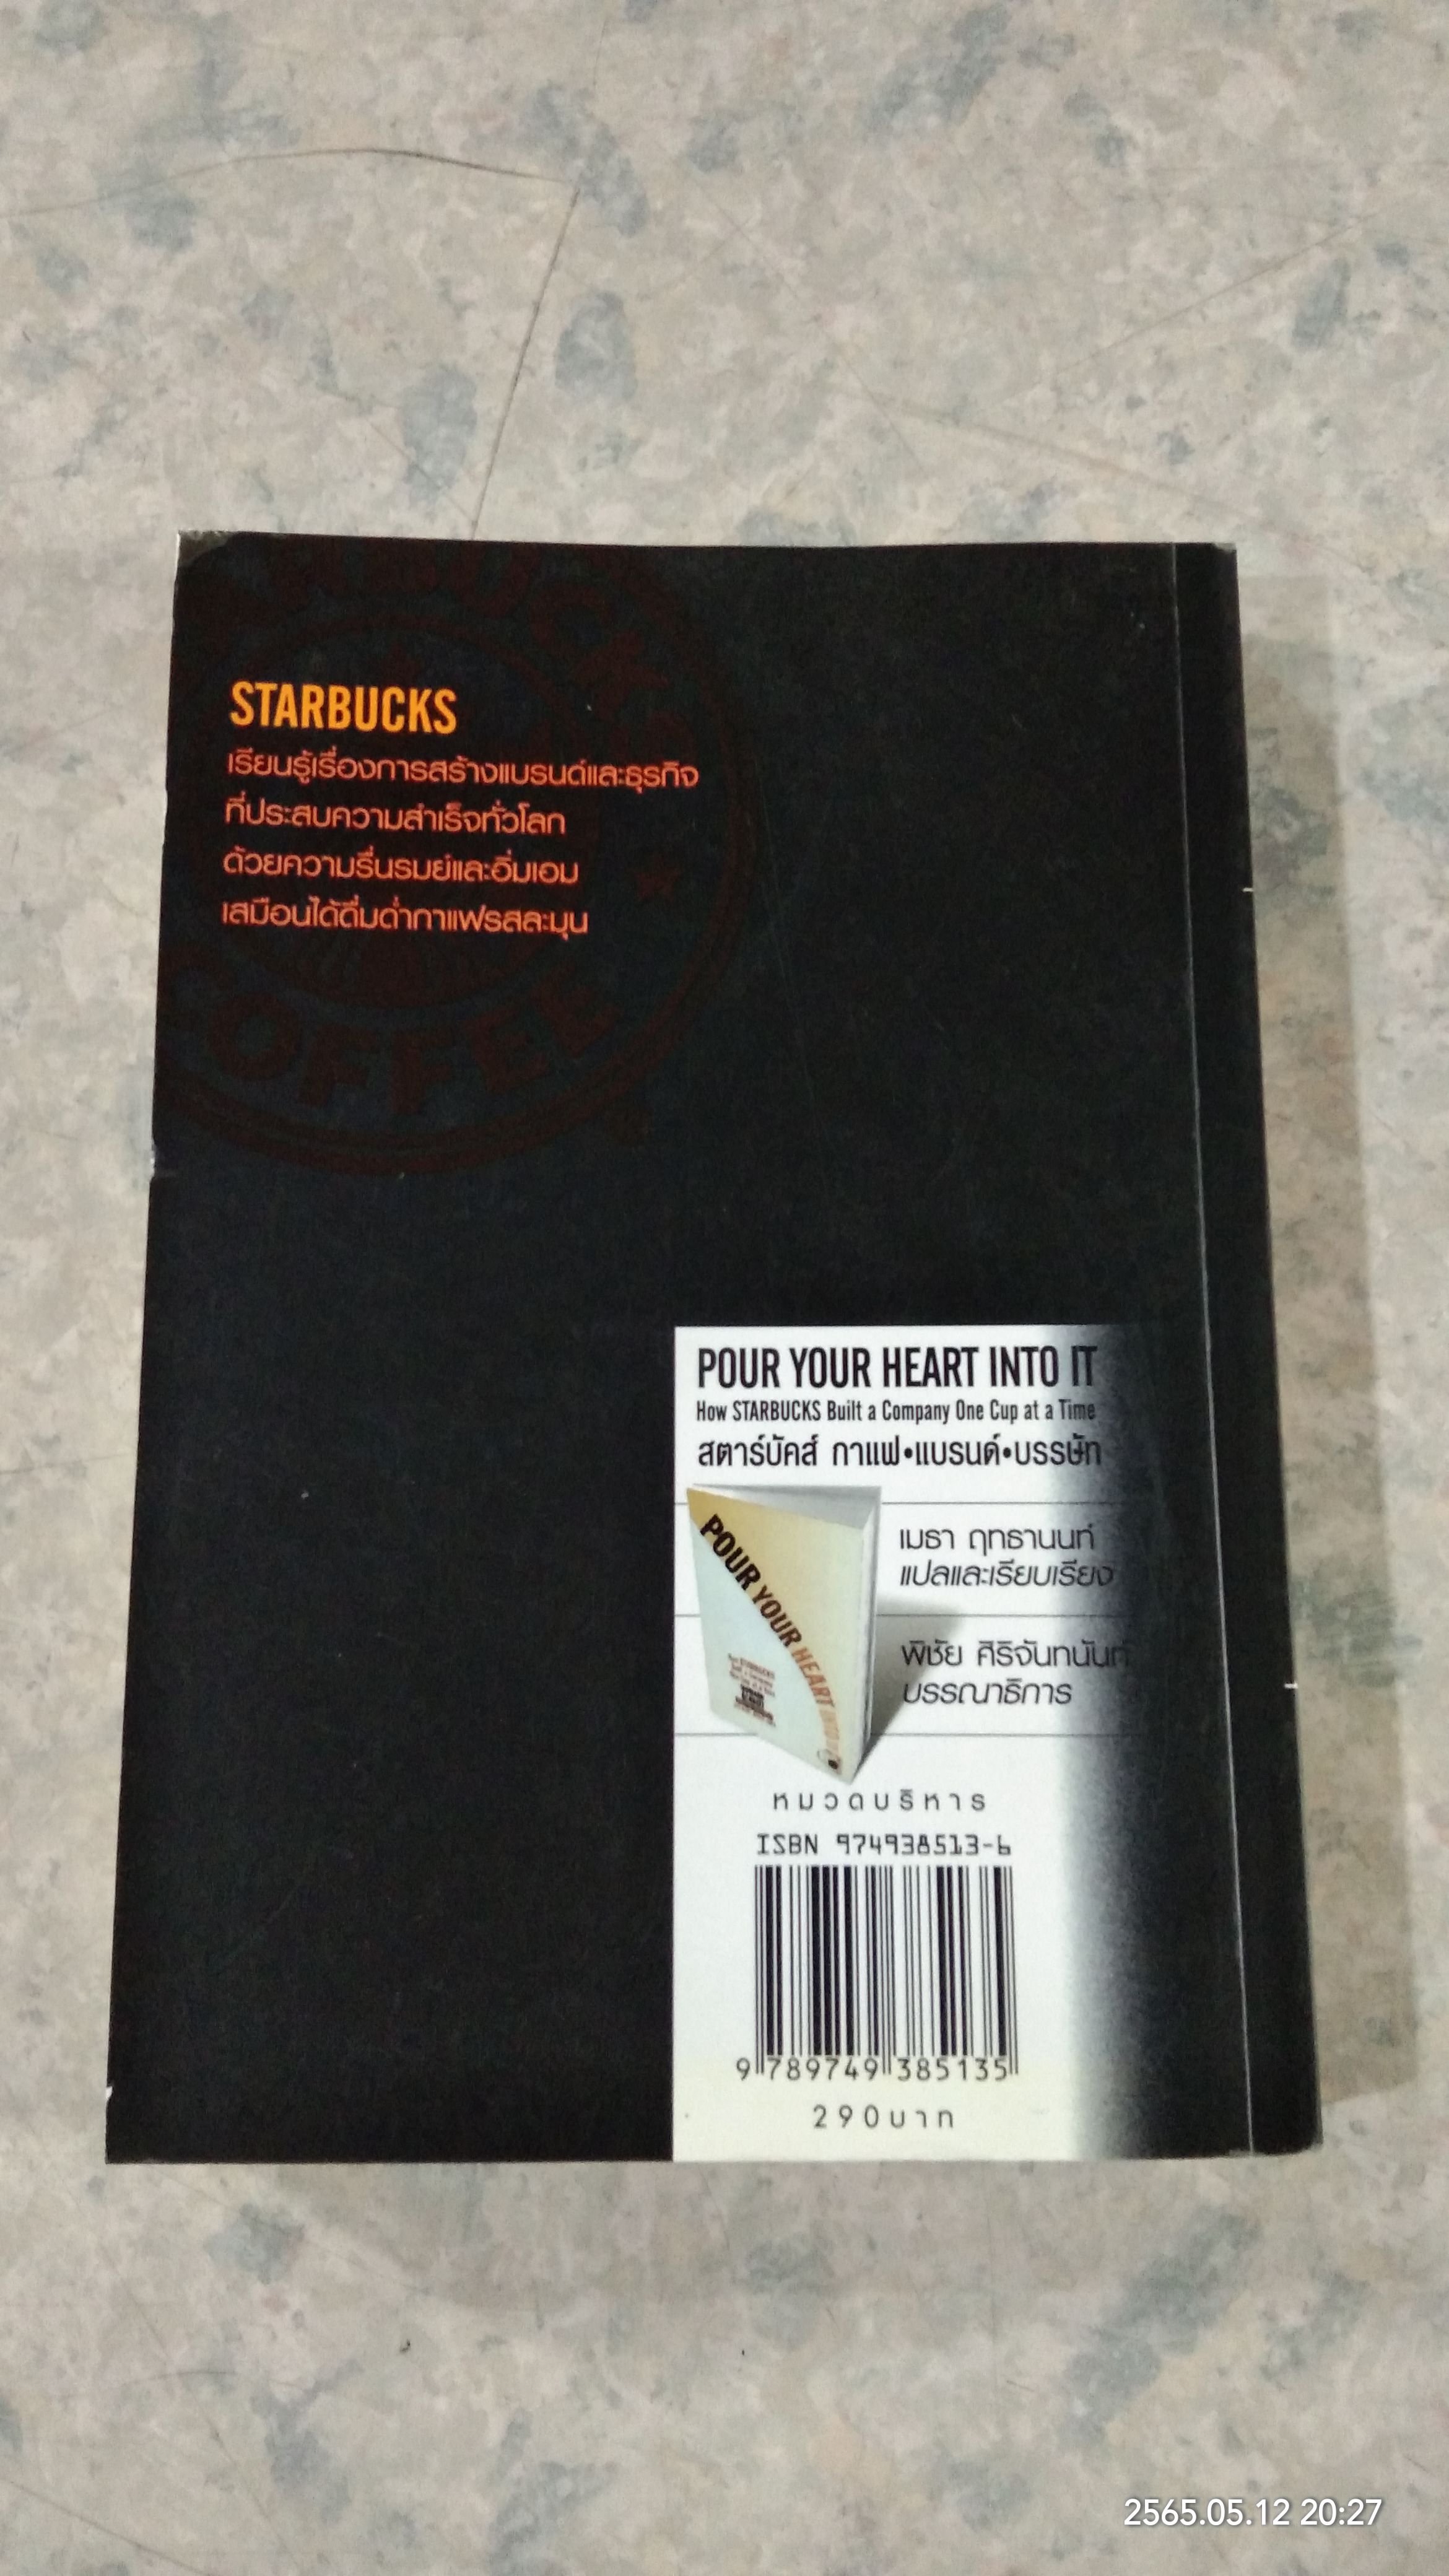 STARBUCKS
เรียนรู้เรื่องการสร้างแบรนด์และธุรกิจ
ที่ประสบความสำเร็จทั่วโลก
ด้วยความรื่นรมย์และอิ่มเอม
เสมือนได้ดื่มด่ำกาแฟรสละมุน
COFFEE
POUR YOUR HEART INTO IT
How STARBUCKS Built a Company One Cup at a Time
สตาร์บัคส์ กาแฟ•แบรนด์•บรรษัท
POUR YOUR HEART INTO IT
เมธา ฤทธานนท์
แปลและเรียบเรียง
พิชัย ศิริจันทนันท์
บรรณาธิการ
หมวดบริหาร
ISBN 974938513-6
9 789749 385135
290บาท
2565.05.12 20:27